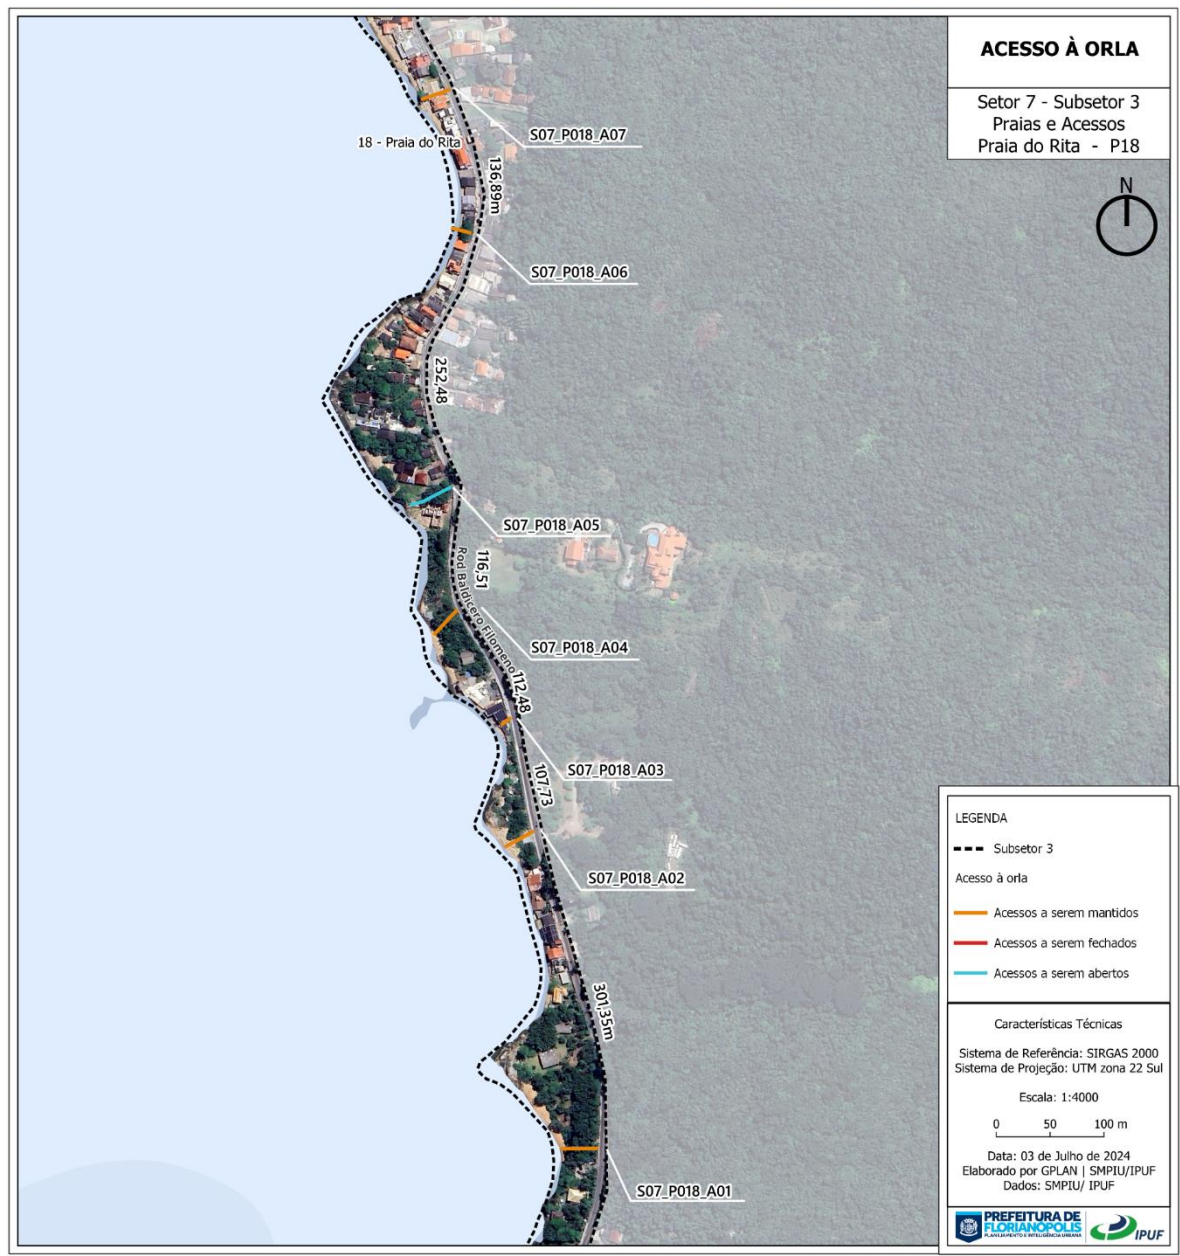 ACESSO À ORLA
Setor 7 - Subsetor 3
Praias e Acessos
Praia do Rita - P18
N
S07_P018_A07
18 - Praia do Rita
136,89m
S07_P018_A06
252,48
S07_P018_A05
116,51
Rod Baldicero Filomeno
S07_P018_A04
112,48
S07_P018_A03
107,73
S07_P018_A02
301,35m
S07_P018_A01
LEGENDA
Subsetor 3
Acesso à orla
Acessos a serem mantidos
Acessos a serem fechados
Acessos a serem abertos
Características Técnicas
Sistema de Referência: SIRGAS 2000
Sistema de Projeção: UTM zona 22 Sul
Escala: 1:4000
0 50 100 m
Data: 03 de Julho de 2024
Elaborado por GPLAN | SMPIU/IPUF
Dados: SMPIU/ IPUF
PREFEITURA DE
FLORIANÓPOLIS
PLANEJAMENTO E INTELIGÊNCIA URBANA
IPUF